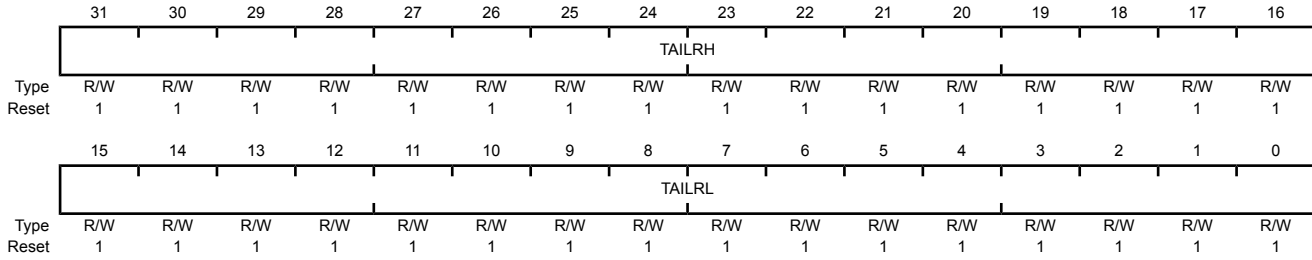 31 30 29 28 27 26 25 24 23 22 21 20 19 18 17 16
TAILRH
Type R/W R/W R/W R/W R/W R/W R/W R/W R/W R/W R/W R/W R/W R/W R/W R/W
Reset 1 1 1 1 1 1 1 1 1 1 1 1 1 1 1 1
15 14 13 12 11 10 9 8 7 6 5 4 3 2 1 0
TAILRL
Type R/W R/W R/W R/W R/W R/W R/W R/W R/W R/W R/W R/W R/W R/W R/W R/W
Reset 1 1 1 1 1 1 1 1 1 1 1 1 1 1 1 1